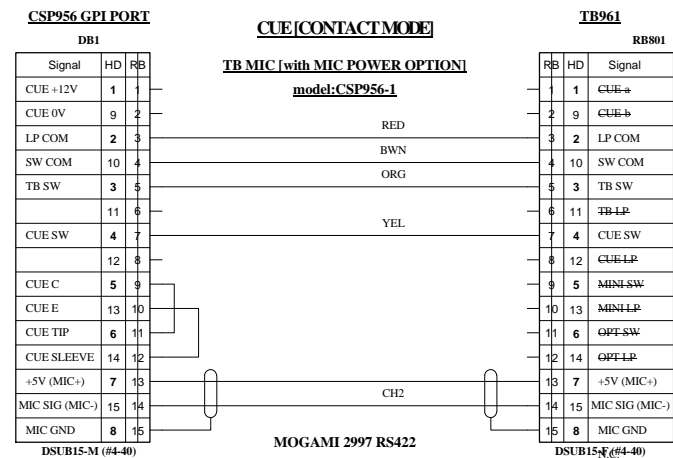 CSP956 GPI PORT
CUE [CONTACT MODE]
TB961
DB1
RB801
Signal HD RB
TB MIC [with MIC POWER OPTION]
RB HD Signal
CUE +12V 1 1
model:CSP956-1
1 1 CUE a
CUE 0V 9 2
2 9 CUE b
LP COM 2 3
RED
3 2 LP COM
SW COM 10 4
BWN
4 10 SW COM
TB SW 3 5
ORG
5 3 TB SW
11 6
6 11 TB LP
CUE SW 4 7
YEL
7 4 CUE SW
12 8
8 12 CUE LP
CUE C 5 9
9 5 MINI SW
CUE E 13 10
10 13 MINI LP
CUE TIP 6 11
11 6 OPT SW
CUE SLEEVE 14 12
12 14 OPT LP
+5V (MIC+) 7 13
13 7 +5V (MIC+)
MIC SIG (MIC-) 15 14
CH2
14 15 MIC SIG (MIC-)
MIC GND 8 15
15 8 MIC GND
DSUB15-M (#4-40)
MOGAMI 2997 RS422
DSUB15-F (#4-40)
N.C.